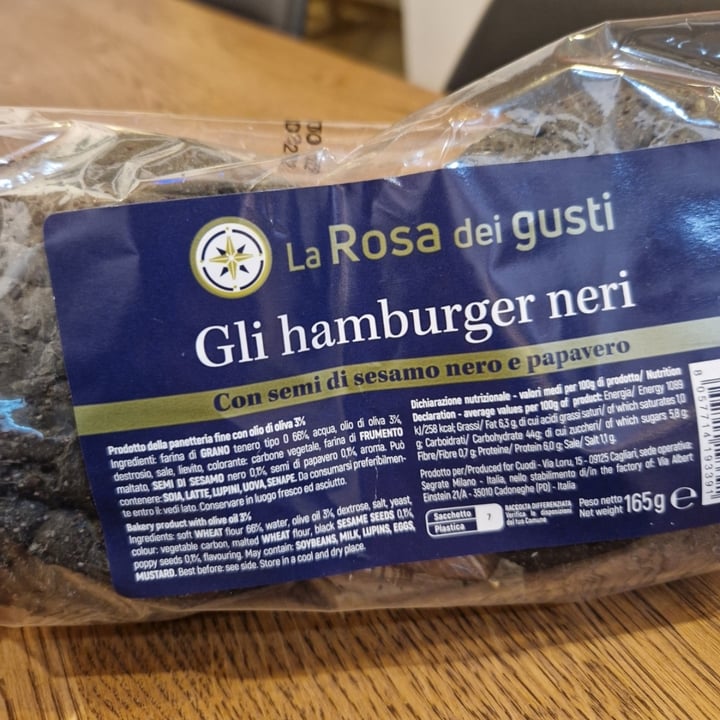 La Rosa dei gusti
Gli hamburger neri
Con semi di sesamo nero e papavero
Prodotto della panetteria fine con olio di oliva 3%
Ingredienti: farina di GRANO tenero tipo 0 66%, acqua, olio di oliva 3%,
destrosio, sale, lievito, colorante: carbone vegetale, farina di FRUMENTO
maltato, SEMI DI SESAMO nero 0,1%, semi di papavero 0,1%, aroma. Può
contenere: SOIA, LATTE, LUPINI, UOVA, SENAPE. Da consumarsi preferibilmen-
te entro il: vedi lato. Conservare in luogo fresco ed asciutto.
Bakery product with olive oil 3%
Ingredients: soft WHEAT flour 66%, water, olive oil 3%, dextrose, salt, yeast,
colour: vegetable carbon, malted WHEAT flour, black SESAME SEEDS 0,1%,
poppy seeds 0,1%, flavouring. May contain: SOYBEANS, MILK, LUPINS, EGGS,
MUSTARD. Best before: see side. Store in a cool and dry place.
Dichiarazione nutrizionale - valori medi per 100g di prodotto/ Nutrition
Declaration - average values per 100g of product: Energia/ Energy 1089
kJ/258 kcal; Grassi/ Fat 6,3 g, di cui acidi grassi saturi/ of which saturates 1,0
g; Carboidrati/ Carbohydrate 44g; di cui zuccheri/ of which sugars 5,8 g;
Fibre/Fibre 0,7 g; Proteine/ Protein 6,0 g; Sale/ Salt 1,1 g.
Prodotto per/Produced for Cuodi - Via Loru, 15 - 09125 Cagliari, sede operativa:
Segrate Milano - Italia, nello stabilimento di/in the factory of: Via Albert
Einstein 21/A - 35010 Cadoneghe (PD) - Italia
Sacchetto
Plastica
7
RACCOLTA DIFFERENZIATA
Verifica le disposizioni
del tuo Comune
Peso netto
Net weight 165g e